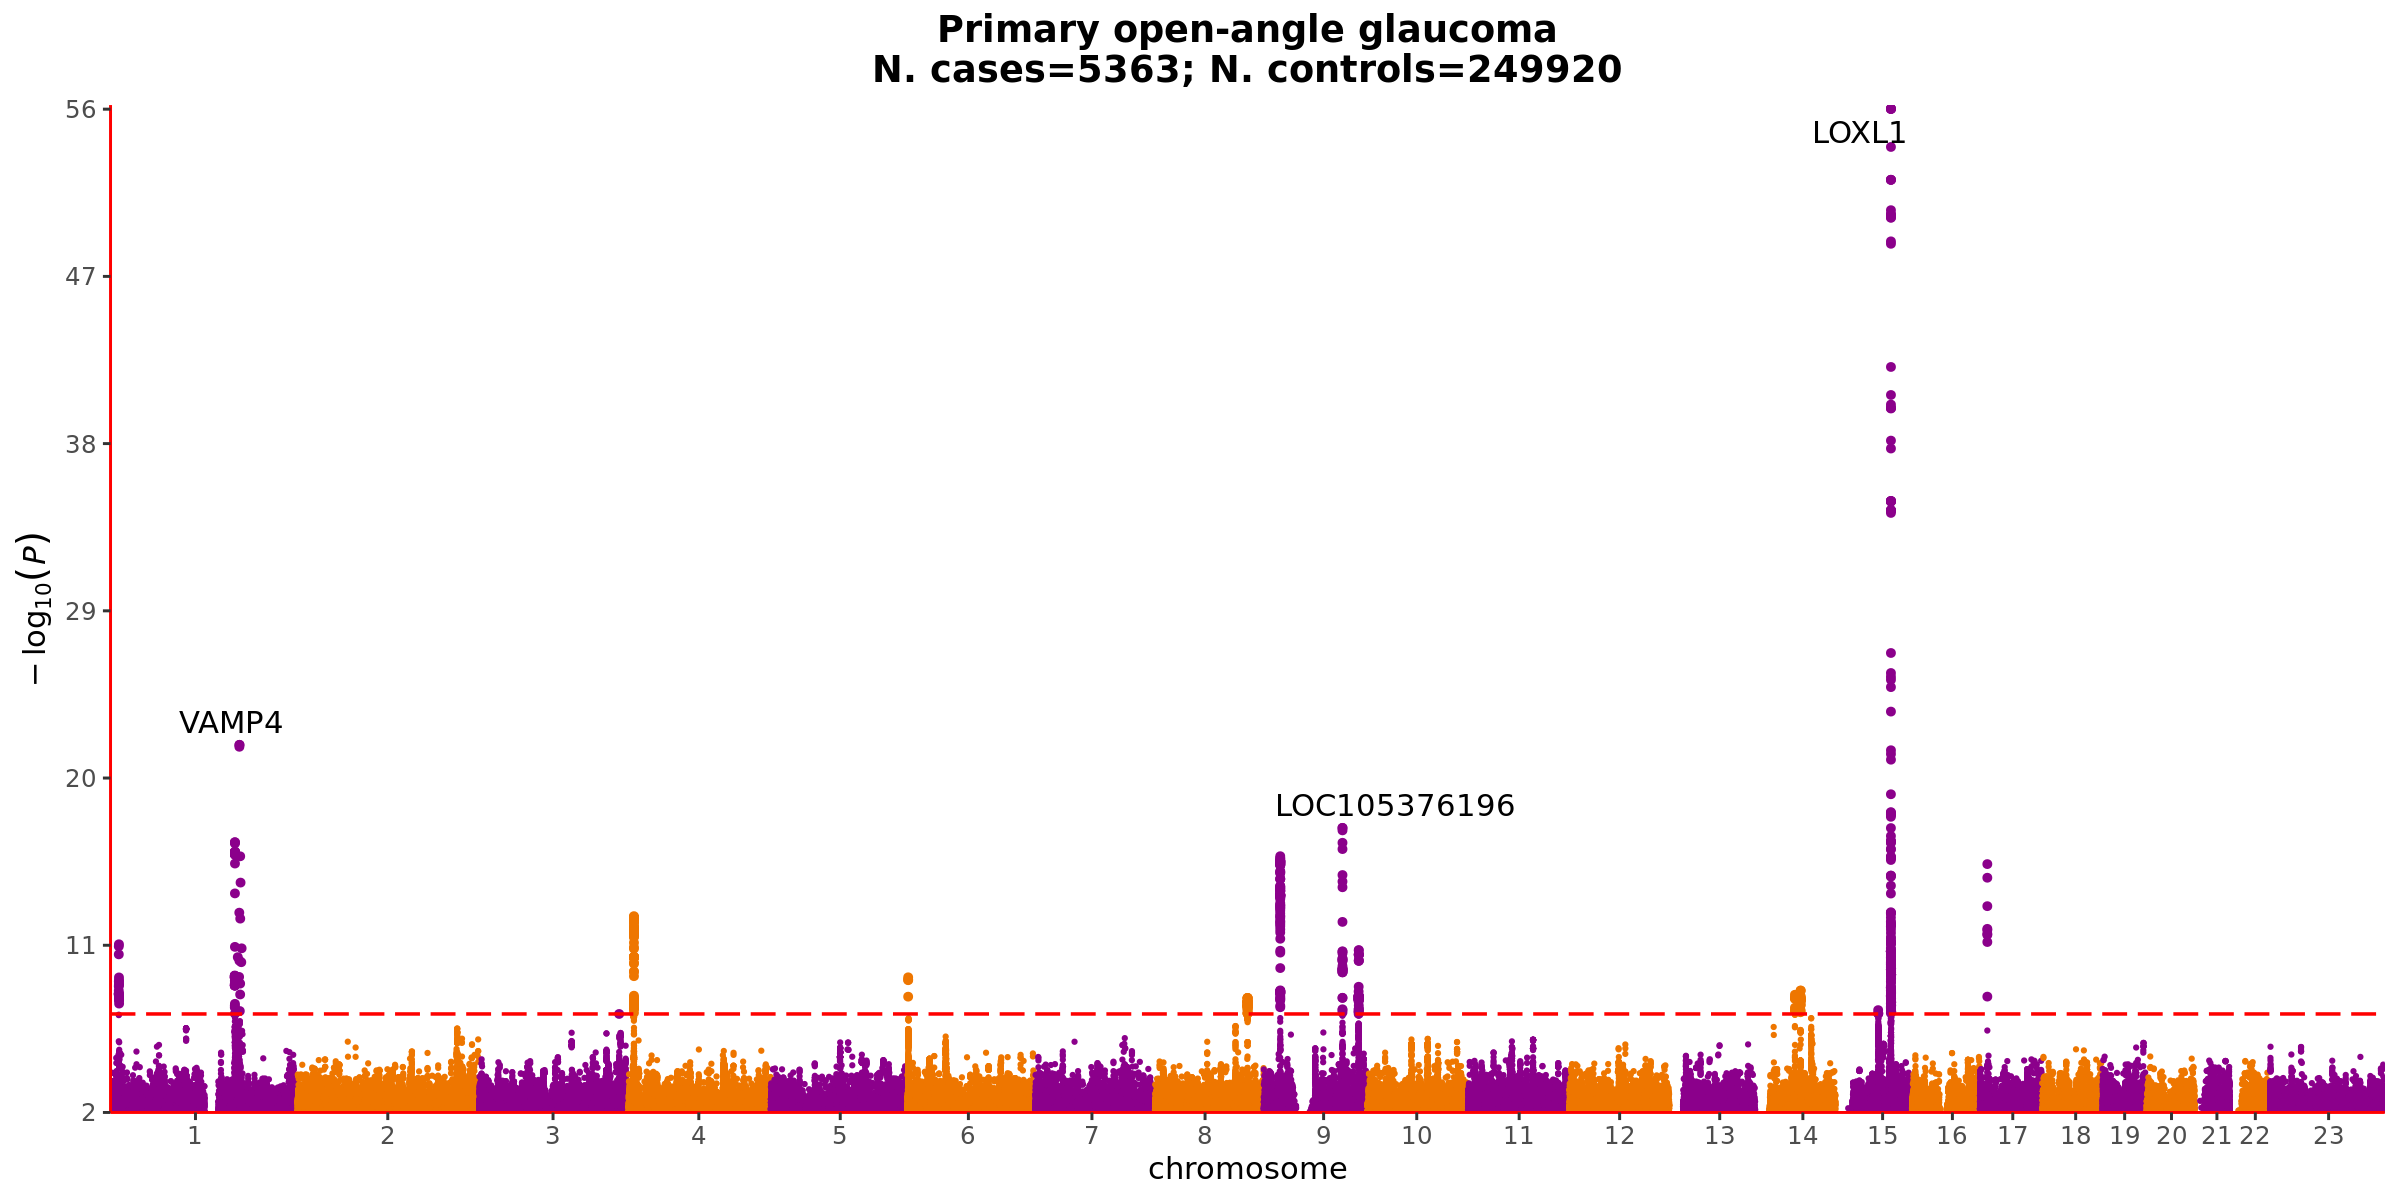 Primary open-angle glaucoma
N. cases=5363; N. controls=249920
56
LOXL1
47
38
−log10(P)
29
VAMP4
20
LOC105376196
11
2
1 2 3 4 5 6 7 8 9 10 11 12 13 14 15 16 17 18 19 20 21 22 23
chromosome